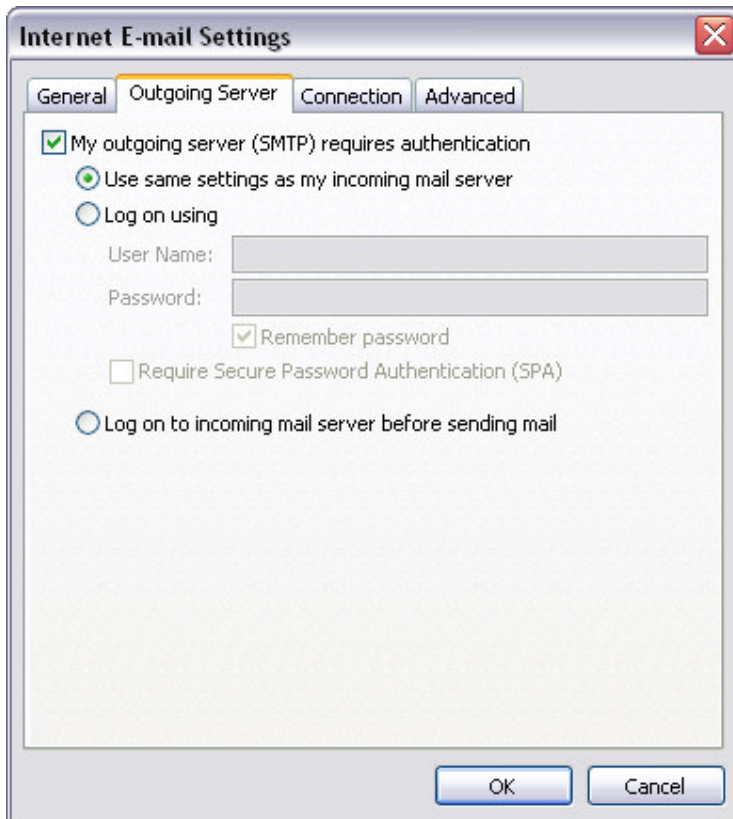 Internet E-mail Settings
General Outgoing Server Connection Advanced
My outgoing server (SMTP) requires authentication
Use same settings as my incoming mail server
Log on using
User Name:
Password:
Remember password
Require Secure Password Authentication (SPA)
Log on to incoming mail server before sending mail
OK Cancel